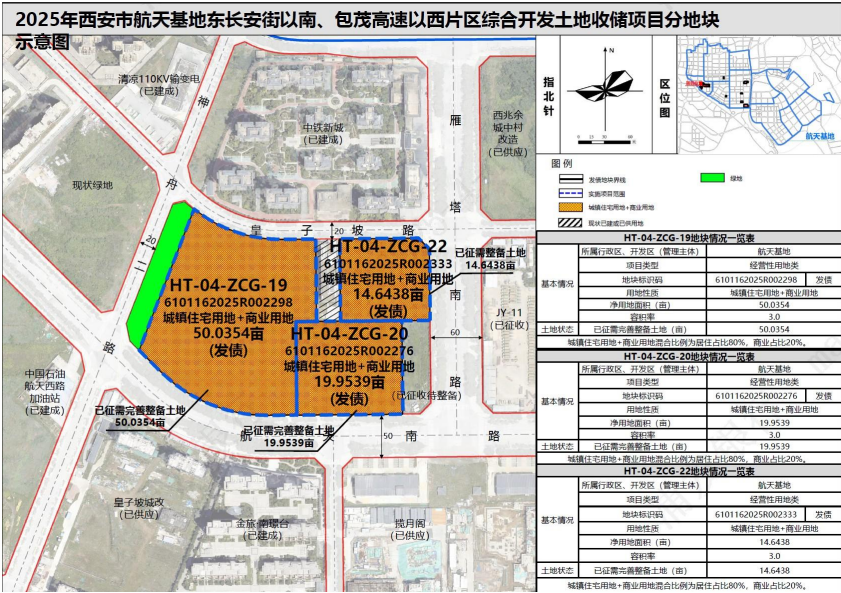 2025年西安市航天基地东长安街以南、包茂高速以西片区综合开发土地收储项目分地块
示意图
清凉110KV输变电
(已建成)
神
舟
二
路
现状绿地
中铁新城
(已建成)
雁
塔
南
路
西兆余
城中村
改造
(已供应)
皇 子 坡 路
20
20
HT-04-ZCG-19
6101162025R002298
城镇住宅用地+商业用地
50.0354亩
(发债)
HT-04-ZCG-22
6101162025R002333
城镇住宅用地+商业用地
14.6438亩
(发债)
已征需完善整备土地
14.6438亩
HT-04-ZCG-20
6101162025R002276
城镇住宅用地+商业用地
19.9539亩
(发债)
JY-11
(已征收)
60
(已征收待整备)
中国石油
航天西路
加油站
(已建成)
已征需完善整备土地
50.0354亩
已征需完善整备土地
19.9539亩
航 天 南 路
50
皇子坡城改
(已供应)
金旅·南璟台
(已建成)
揽月阁
(已供应)
指北针
N
区位图
航天基地
图 例
发债地块界线
实施项目范围
城镇住宅用地+商业用地
现状已建或已供用地
绿地
HT-04-ZCG-19地块情况一览表
基本情况
所属行政区、开发区（管理主体） 航天基地
项目类型 经营性用地类
地块标识码 6101162025R002298 发债
用地性质 城镇住宅用地+商业用地
净用地面积（亩） 50.0354
容积率 3.0
土地状态 已征需完善整备土地（亩） 50.0354
城镇住宅用地+商业用地混合比例为居住占比80%，商业占比20%。
HT-04-ZCG-20地块情况一览表
基本情况
所属行政区、开发区（管理主体） 航天基地
项目类型 经营性用地类
地块标识码 6101162025R002276 发债
用地性质 城镇住宅用地+商业用地
净用地面积（亩） 19.9539
容积率 3.0
土地状态 已征需完善整备土地（亩） 19.9539
城镇住宅用地+商业用地混合比例为居住占比80%，商业占比20%。
HT-04-ZCG-22地块情况一览表
基本情况
所属行政区、开发区（管理主体） 航天基地
项目类型 经营性用地类
地块标识码 6101162025R002333 发债
用地性质 城镇住宅用地+商业用地
净用地面积（亩） 14.6438
容积率 3.0
土地状态 已征需完善整备土地（亩） 14.6438
城镇住宅用地+商业用地混合比例为居住占比80%，商业占比20%。